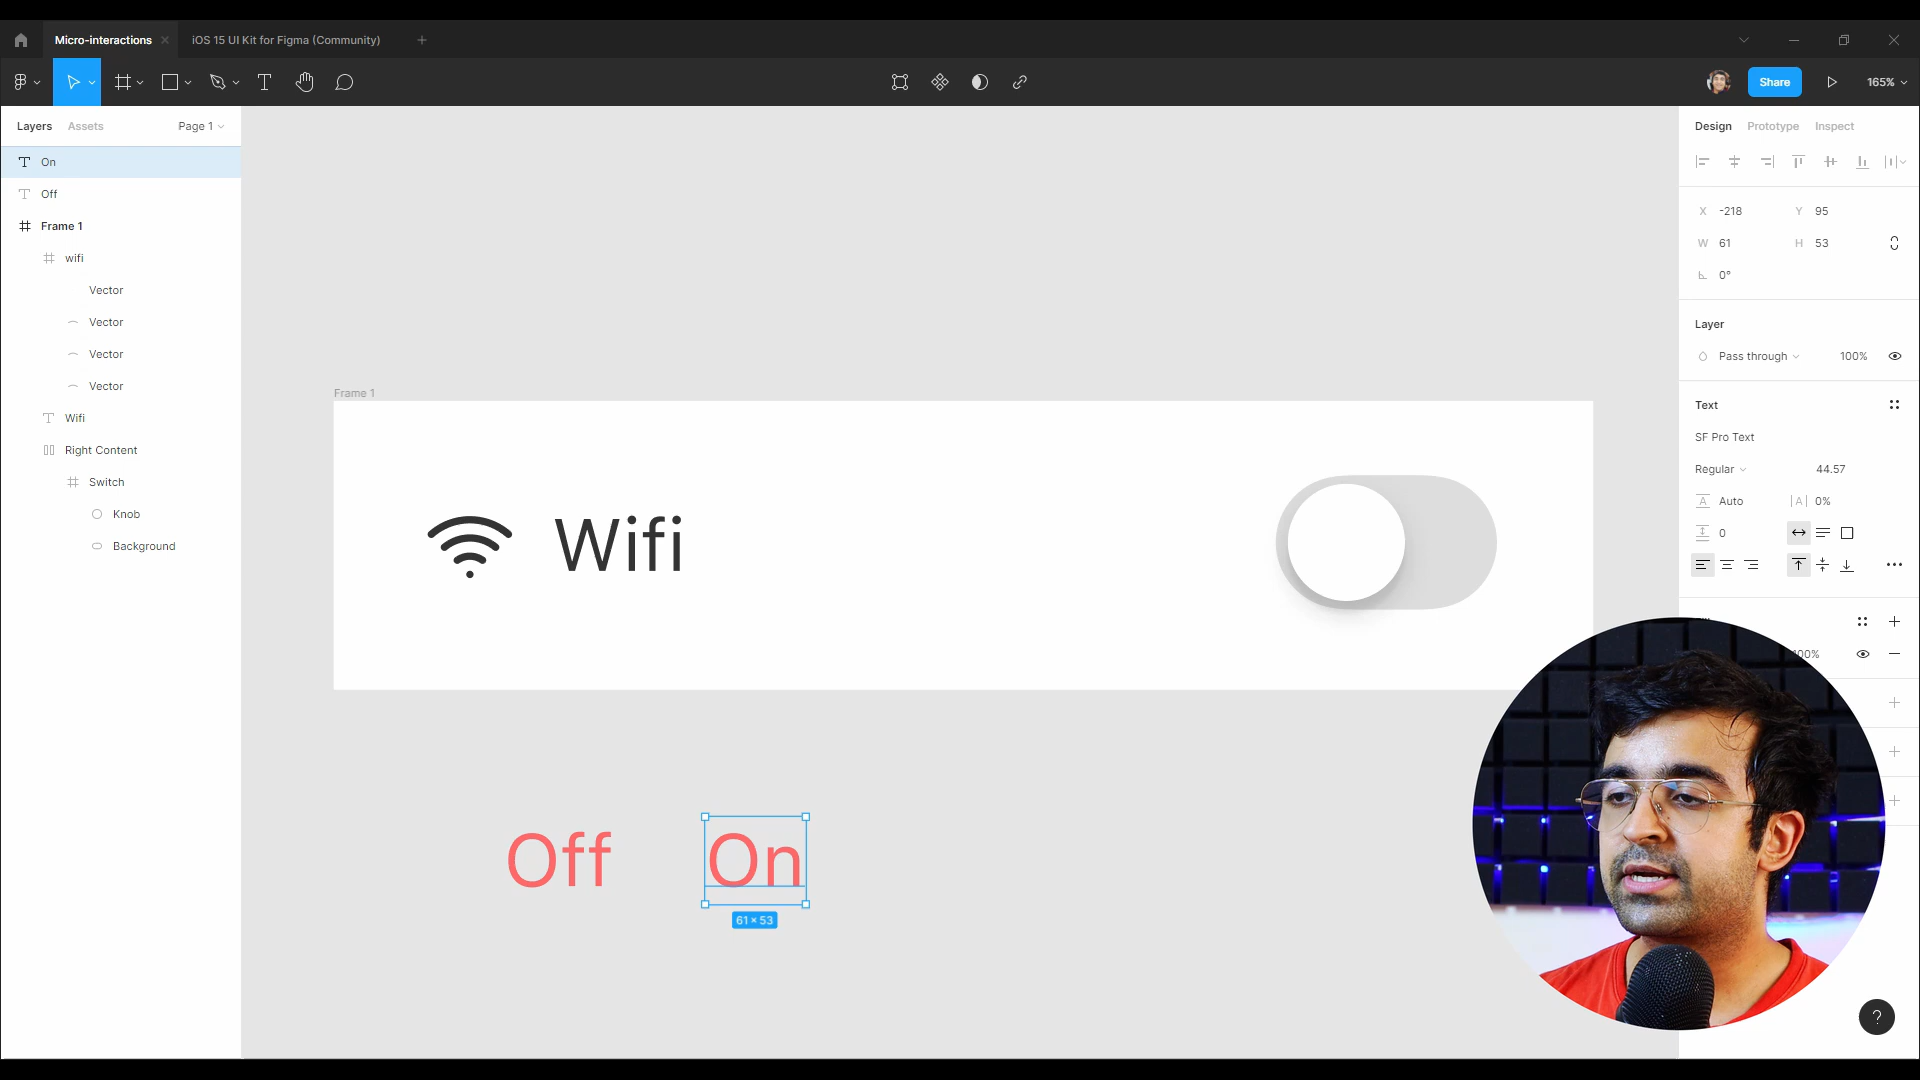 Micro-interactions
iOS 15 UI Kit for Figma (Community)
Share
165%
Layers
Assets
Page 1
Design
Prototype
Inspect
On
Off
Frame 1
wifi
Vector
Vector
Vector
Vector
Wifi
Right Content
Switch
Knob
Background
X -218
Y 95
W 61
H 53
0°
Layer
Pass through
100%
Text
SF Pro Text
Regular
44.57
Auto
0%
0
Frame 1
Wifi
Off
On
61 × 53
?